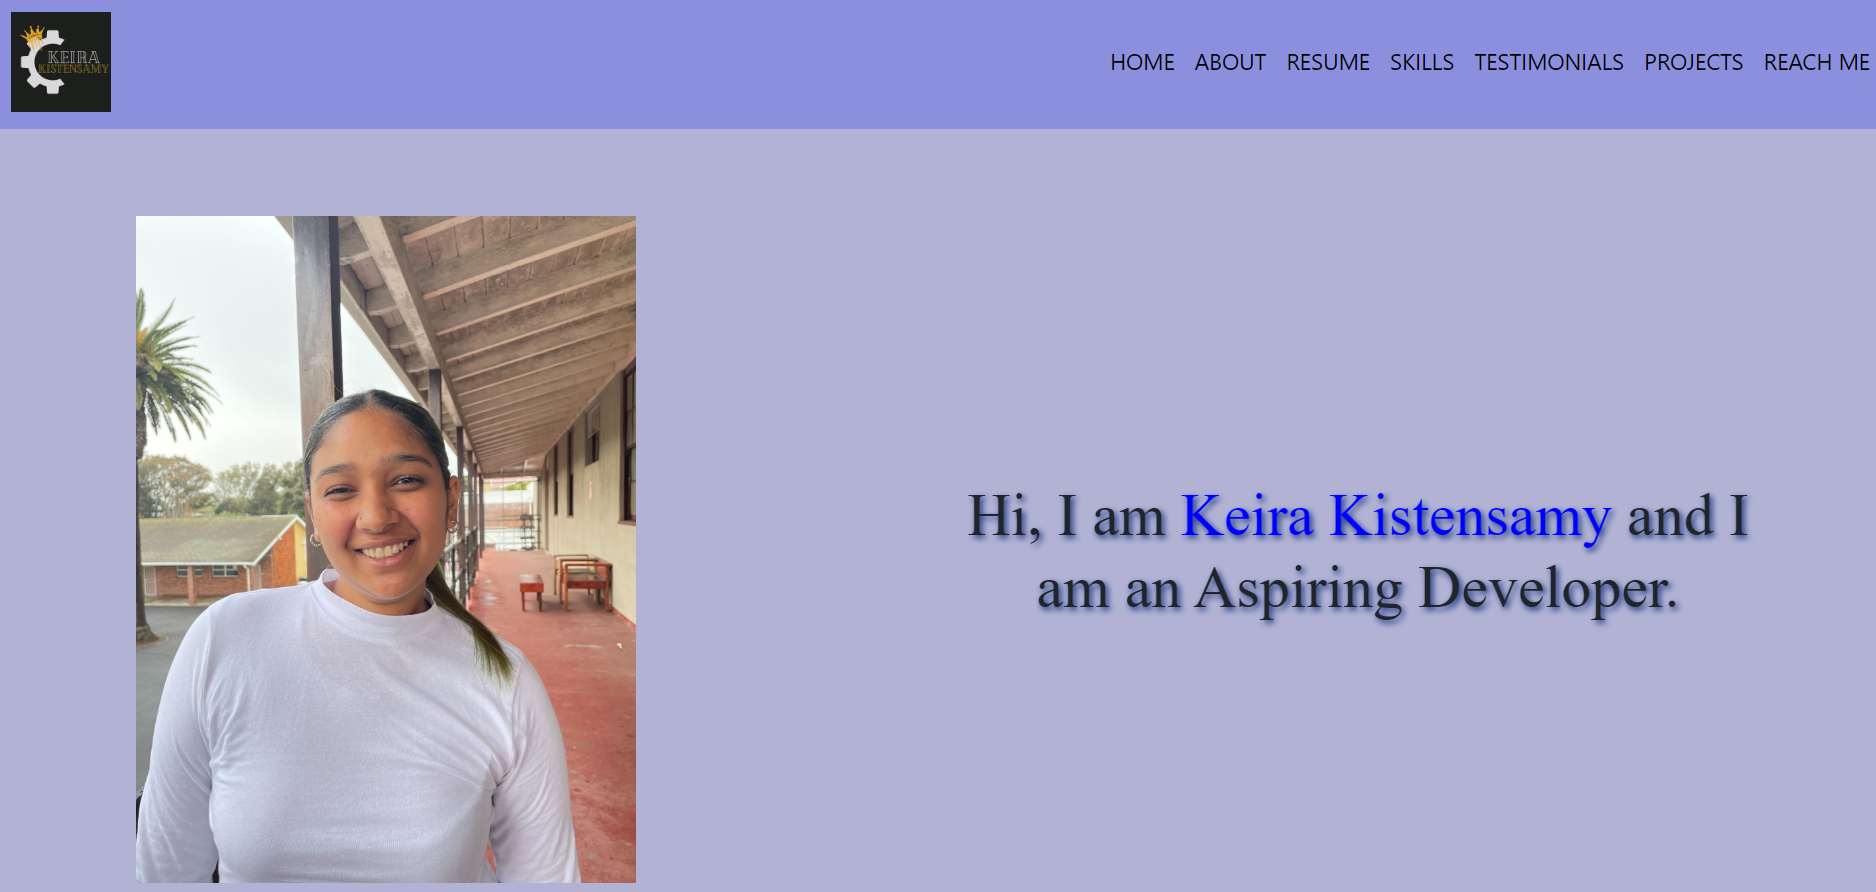 KEIRA
KISTENSAMY
HOME ABOUT RESUME SKILLS TESTIMONIALS PROJECTS REACH ME
Hi, I am Keira Kistensamy and I
am an Aspiring Developer.